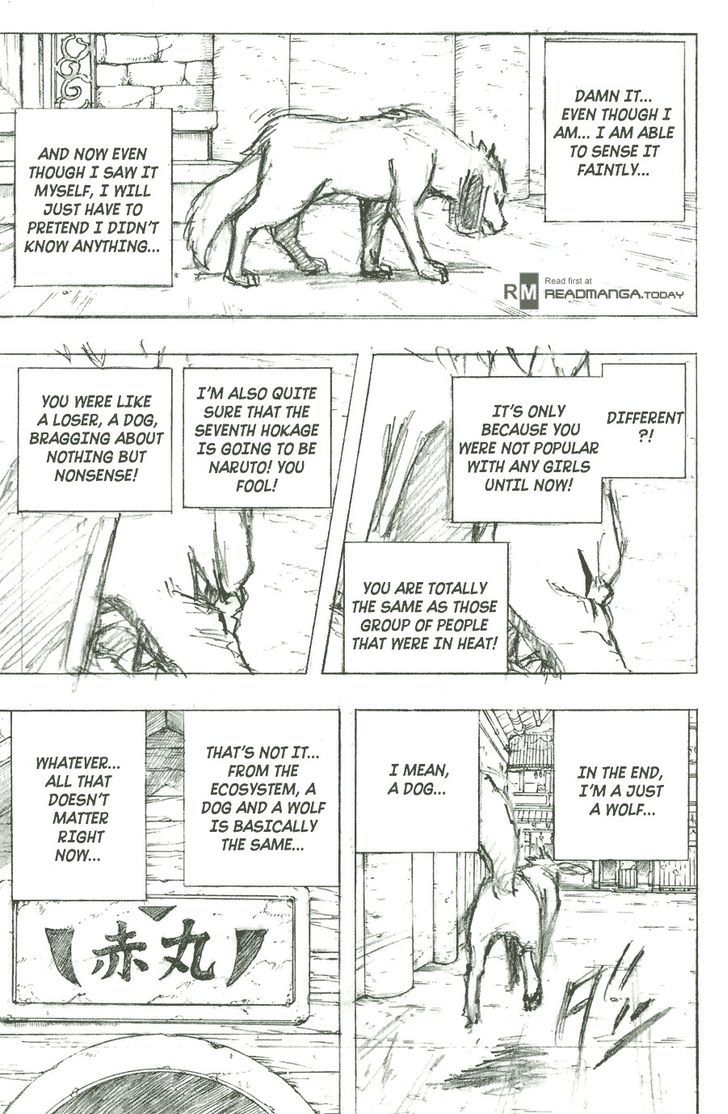 DAMN IT...
EVEN THOUGH I
AM... I AM ABLE
TO SENSE IT
FAINTLY...
AND NOW EVEN
THOUGH I SAW IT
MYSELF, I WILL
JUST HAVE TO
PRETEND I DIDN'T
KNOW ANYTHING...
Read first at
RM READMANGA.TODAY
DIFFERENT
?!
IT'S ONLY
BECAUSE YOU
WERE NOT POPULAR
WITH ANY GIRLS
UNTIL NOW!
YOU ARE TOTALLY
THE SAME AS THOSE
GROUP OF PEOPLE
THAT WERE IN HEAT!
I'M ALSO QUITE
SURE THAT THE
SEVENTH HOKAGE
IS GOING TO BE
NARUTO! YOU
FOOL!
YOU WERE LIKE
A LOSER, A DOG,
BRAGGING ABOUT
NOTHING BUT
NONSENSE!
IN THE END,
I'M A JUST
A WOLF...
I MEAN,
A DOG...
ダッ
THAT'S NOT IT...
FROM THE
ECOSYSTEM, A
DOG AND A WOLF
IS BASICALLY
THE SAME...
WHATEVER...
ALL THAT
DOESN'T
MATTER
RIGHT
NOW...
赤丸